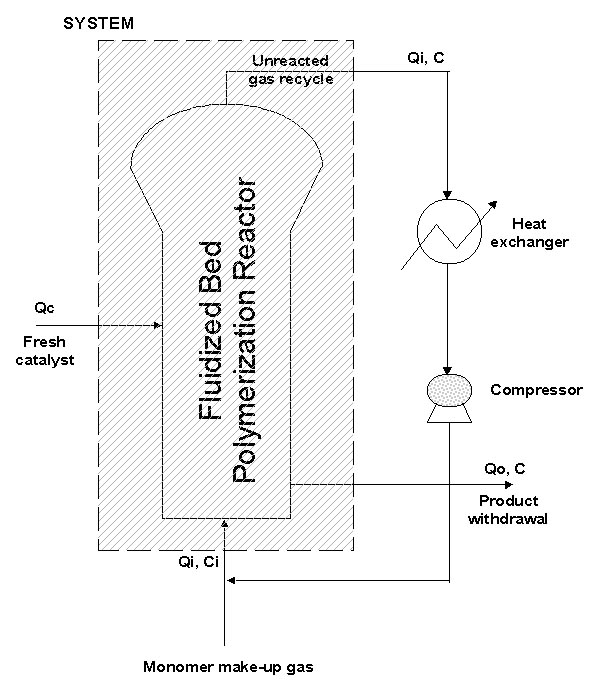 SYSTEM
Unreacted
gas recycle
Qi, C
Heat
exchanger
Fluidized Bed
Polymerization Reactor
Qc
Fresh
catalyst
Compressor
Qo, C
Product
withdrawal
Qi, Ci
Monomer make-up gas